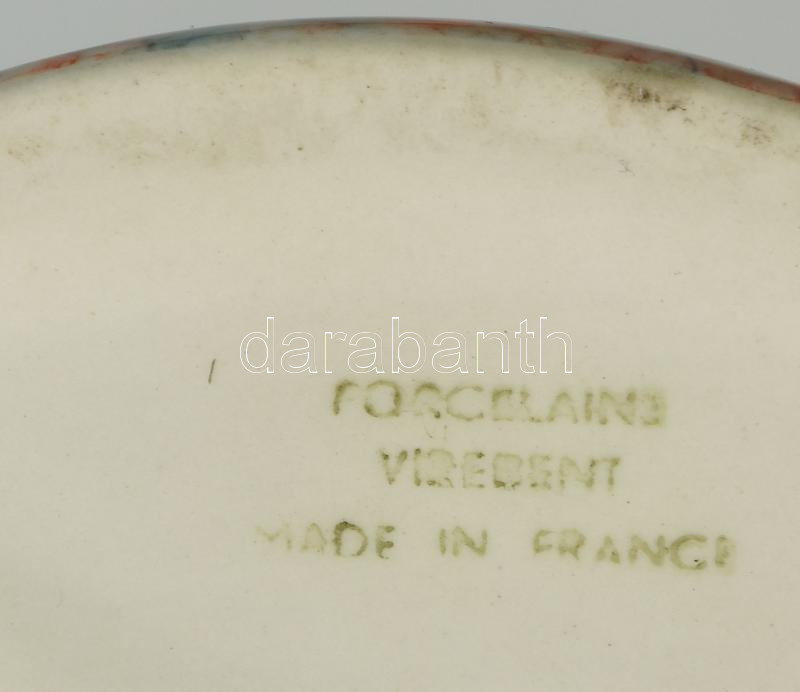 darabanth
PORCELAINE
VIREBENT
MADE IN FRANCE